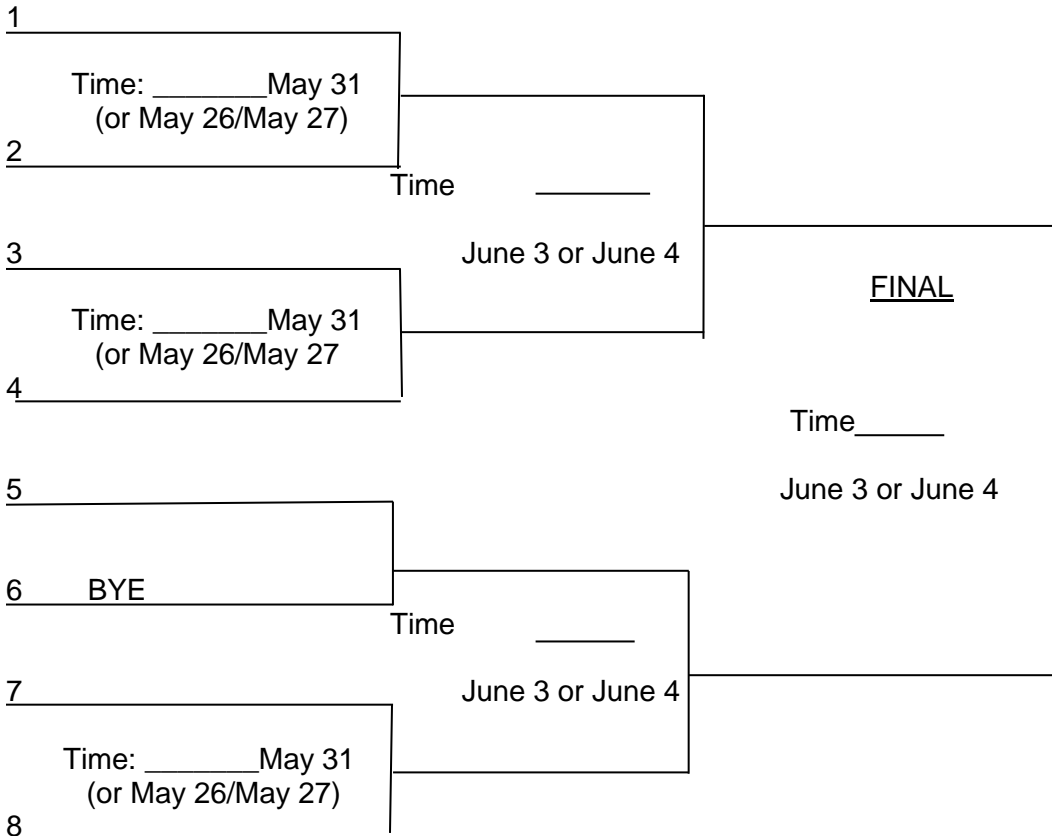 1
Time: _______May 31
(or May 26/May 27)
2
Time _______
June 3 or June 4
3
Time: _______May 31
(or May 26/May 27
4
FINAL
Time______
June 3 or June 4
5
6 BYE
Time ______
June 3 or June 4
7
Time: _______May 31
(or May 26/May 27)
8